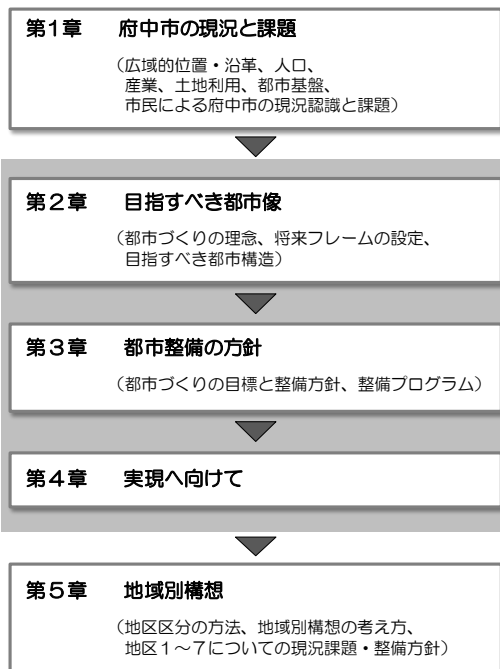 第1章 府中市の現況と課題
（広域的位置・沿革、人口、
産業、土地利用、都市基盤、
市民による府中市の現況認識と課題）
第２章 目指すべき都市像
（都市づくりの理念、将来フレームの設定、
目指すべき都市構造）
第３章 都市整備の方針
（都市づくりの目標と整備方針、整備プログラム）
第４章 実現へ向けて
第５章 地域別構想
（地区区分の方法、地域別構想の考え方、
地区１～７についての現況課題・整備方針）